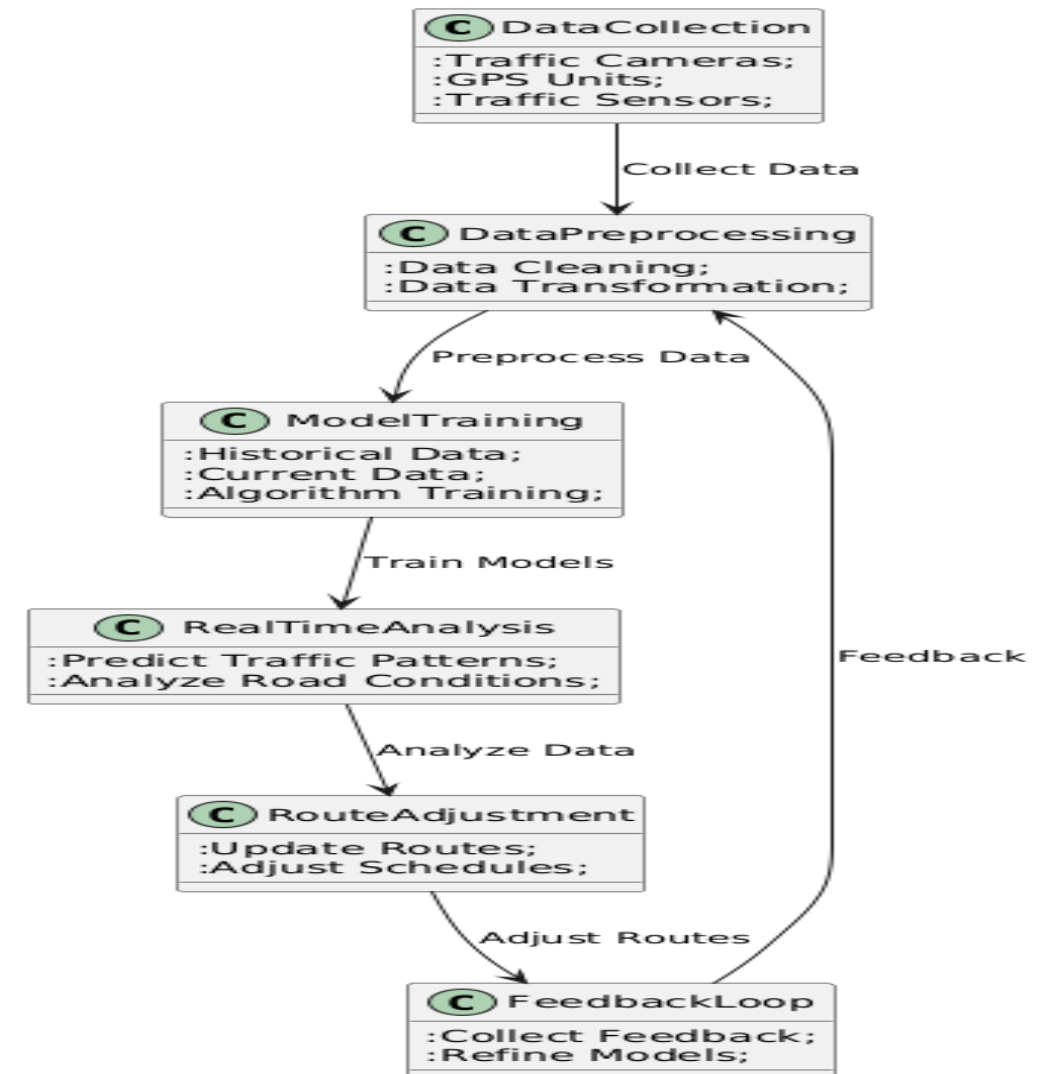 C DataCollection
:Traffic Cameras;
:GPS Units;
:Traffic Sensors;
Collect Data
C DataPreprocessing
:Data Cleaning;
:Data Transformation;
Preprocess Data
C ModelTraining
:Historical Data;
:Current Data;
:Algorithm Training;
Train Models
C RealTimeAnalysis
:Predict Traffic Patterns;
:Analyze Road Conditions;
Feedback
Analyze Data
C RouteAdjustment
:Update Routes;
:Adjust Schedules;
Adjust Routes
C FeedbackLoop
:Collect Feedback;
:Refine Models;